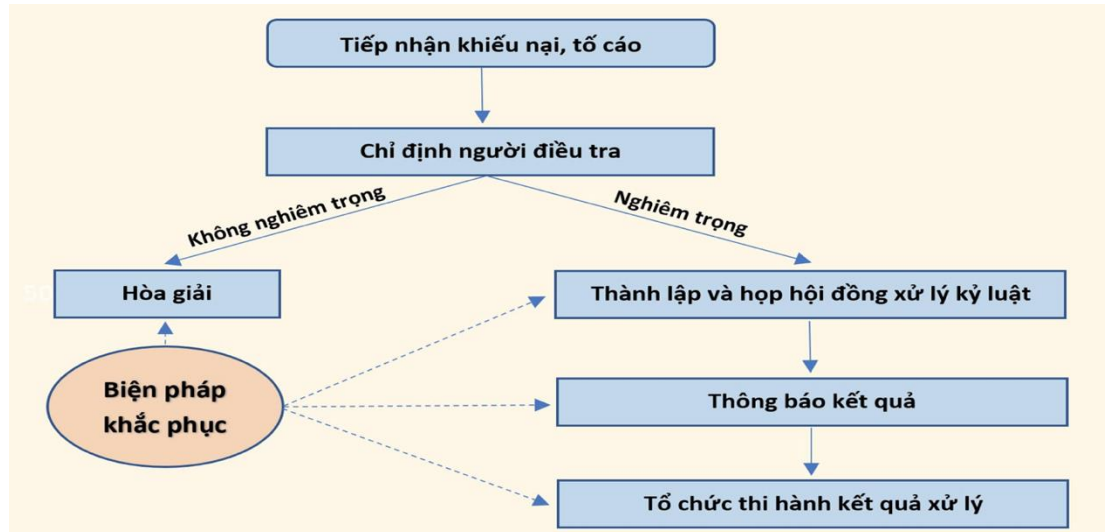 Tiếp nhận khiếu nại, tố cáo
Chỉ định người điều tra
Không nghiêm trọng
Nghiêm trọng
Hòa giải
Thành lập và họp hội đồng xử lý kỷ luật
Biện pháp
khắc phục
Thông báo kết quả
Tổ chức thi hành kết quả xử lý